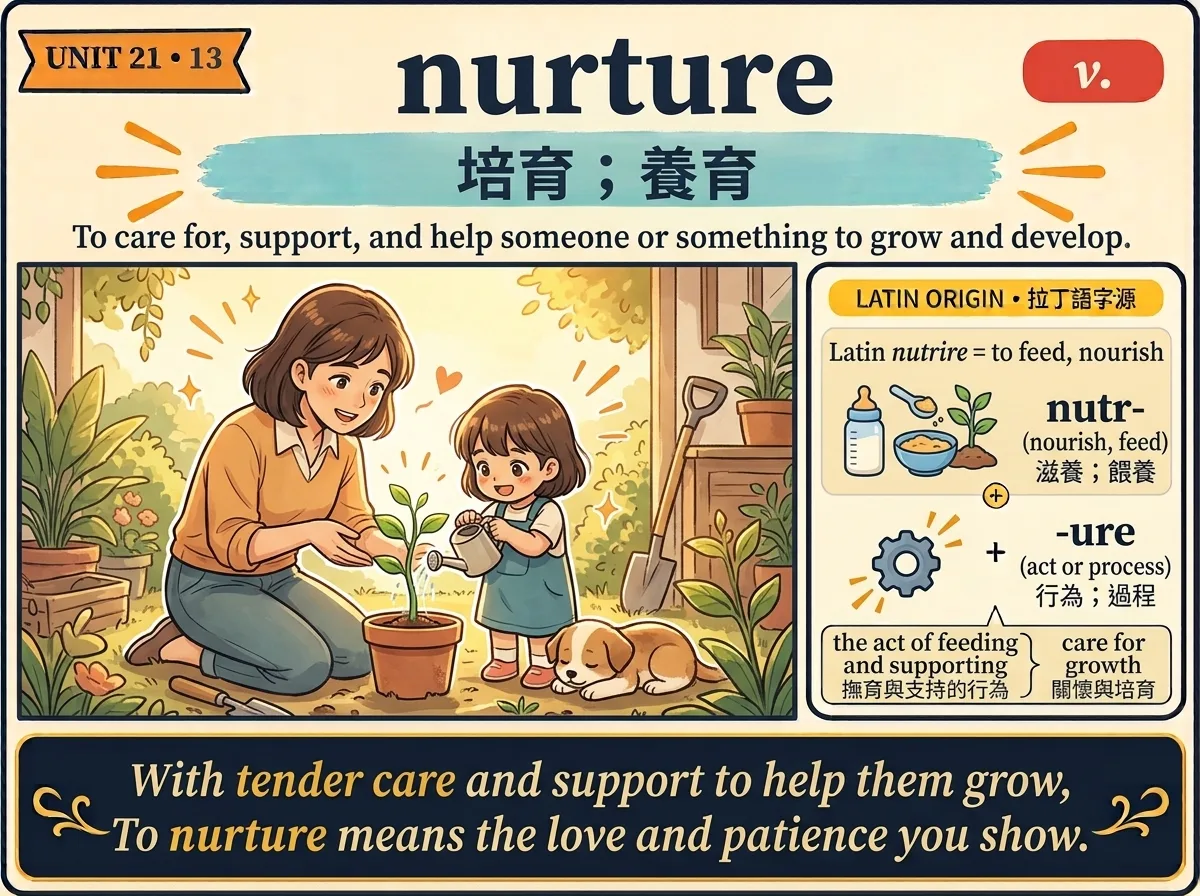 UNIT 21 • 13
nurture
v.
培育；養育
To care for, support, and help someone or something to grow and develop.
LATIN ORIGIN • 拉丁語字源
Latin nutrire = to feed, nourish
nutr-
(nourish, feed)
滋養；餵養
+
-ure
+
(act or process)
行為；過程
the act of feeding
and supporting
撫育與支持的行為
care for
growth
關懷與培育
With tender care and support to help them grow,
To nurture means the love and patience you show.